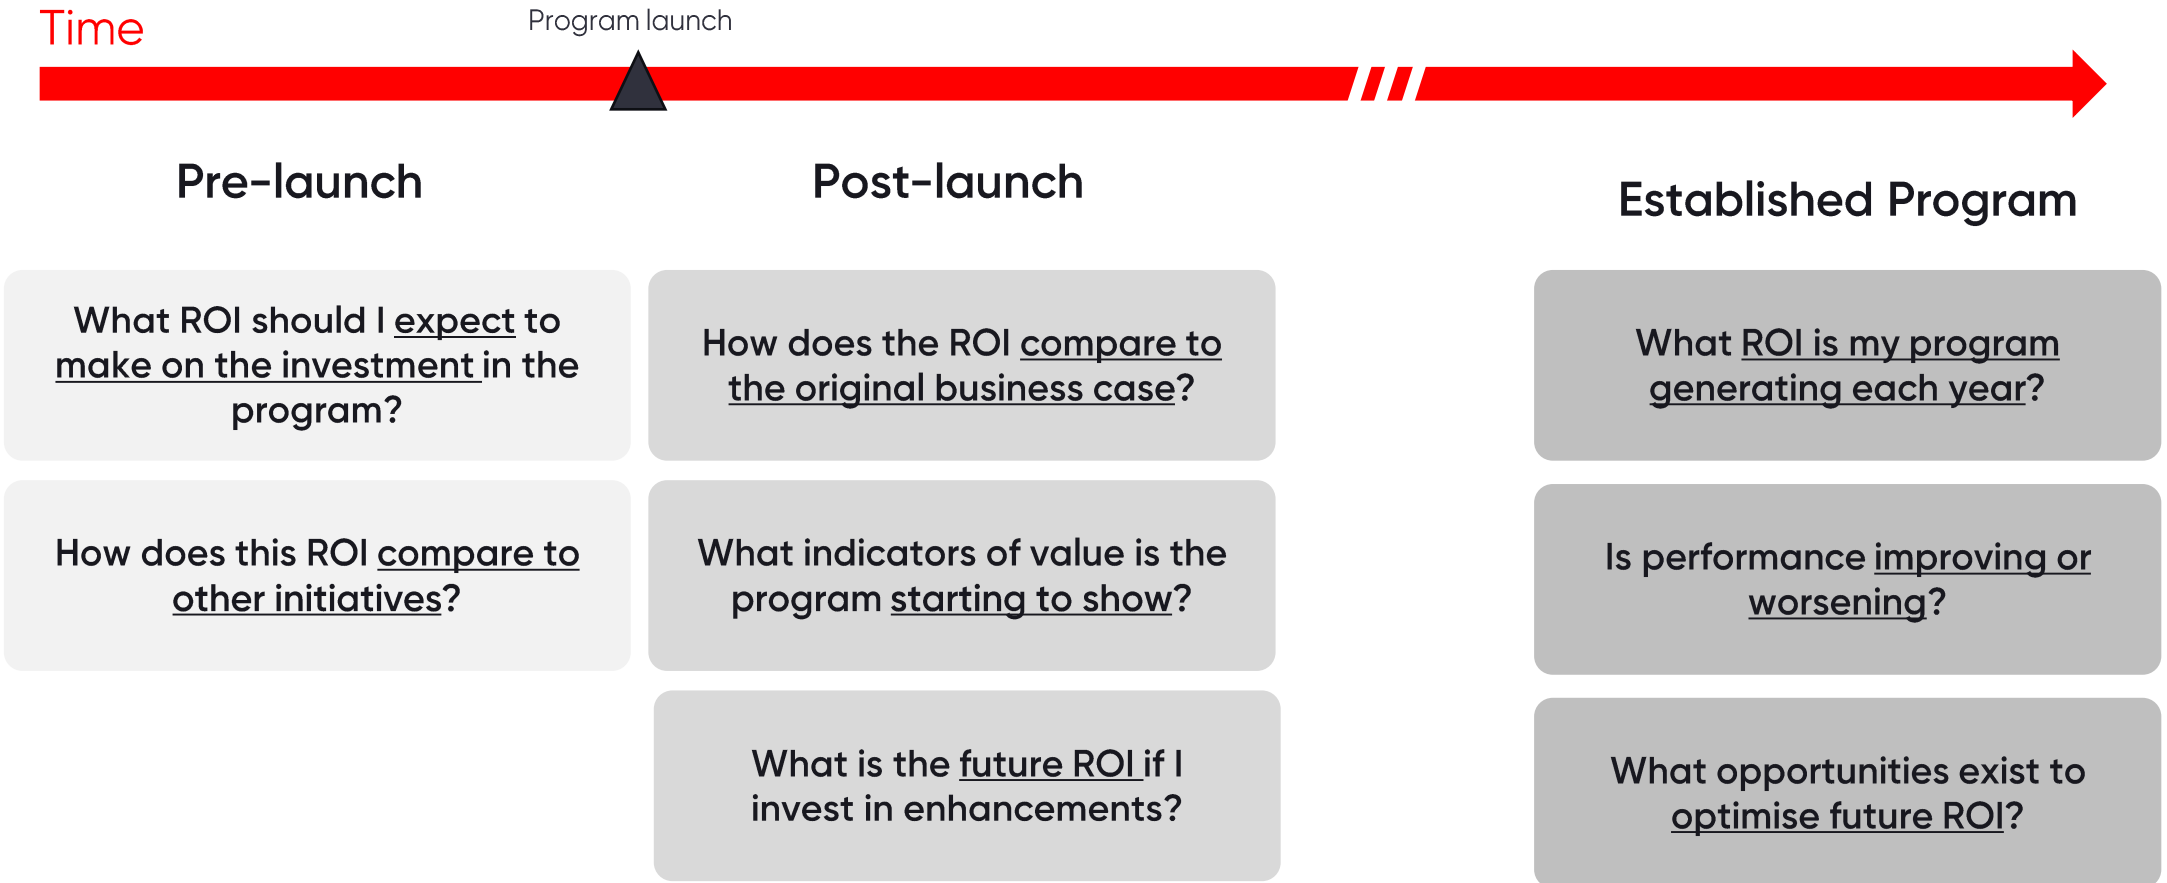 Time
Program launch
Pre-launch
Post-launch
Established Program
What ROI should I expect to
make on the investment in the
program?
How does this ROI compare to
other initiatives?
How does the ROI compare to
the original business case?
What indicators of value is the
program starting to show?
What is the future ROI if I
invest in enhancements?
What ROI is my program
generating each year?
Is performance improving or
worsening?
What opportunities exist to
optimise future ROI?